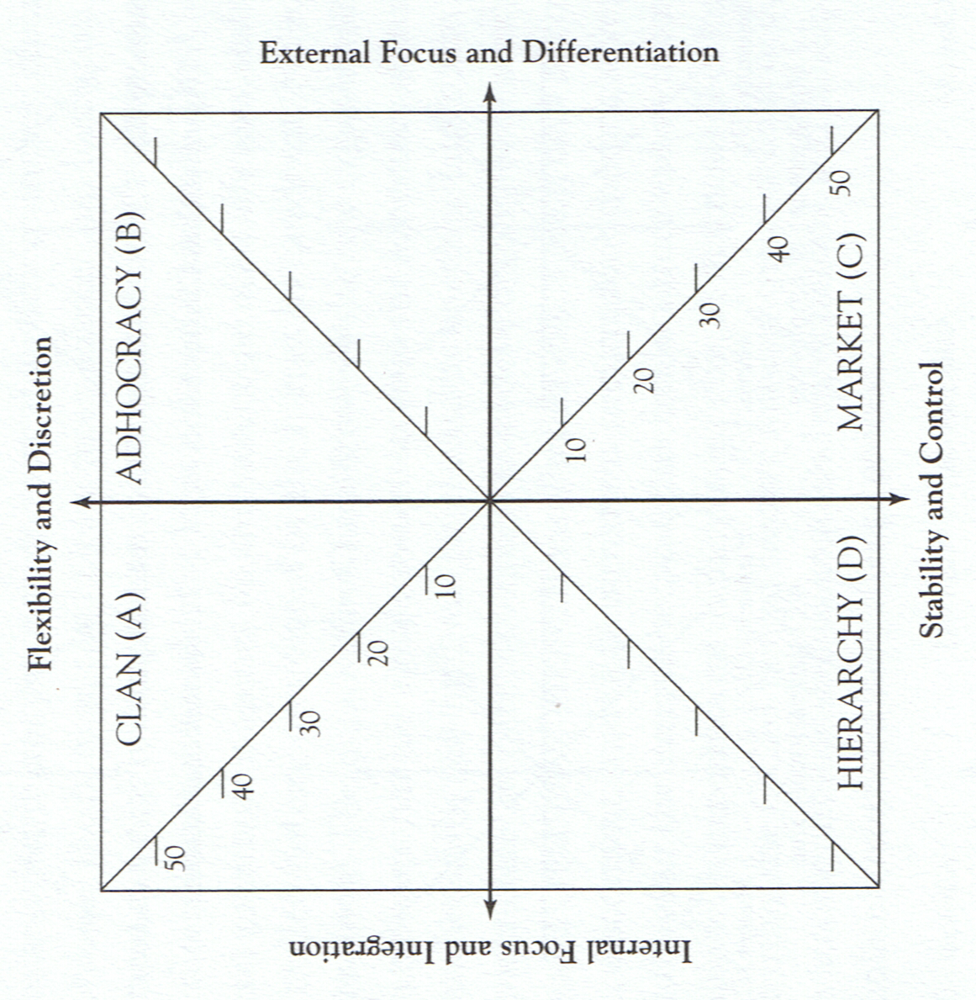 Flexibility and Discretion
CLAN (A)
ADHOCRACY (B)
50
40
30
20
10
Internal Focus and Integration
External Focus and Differentiation
10
20
30
40
50
HIERARCHY (D)
MARKET (C)
Stability and Control